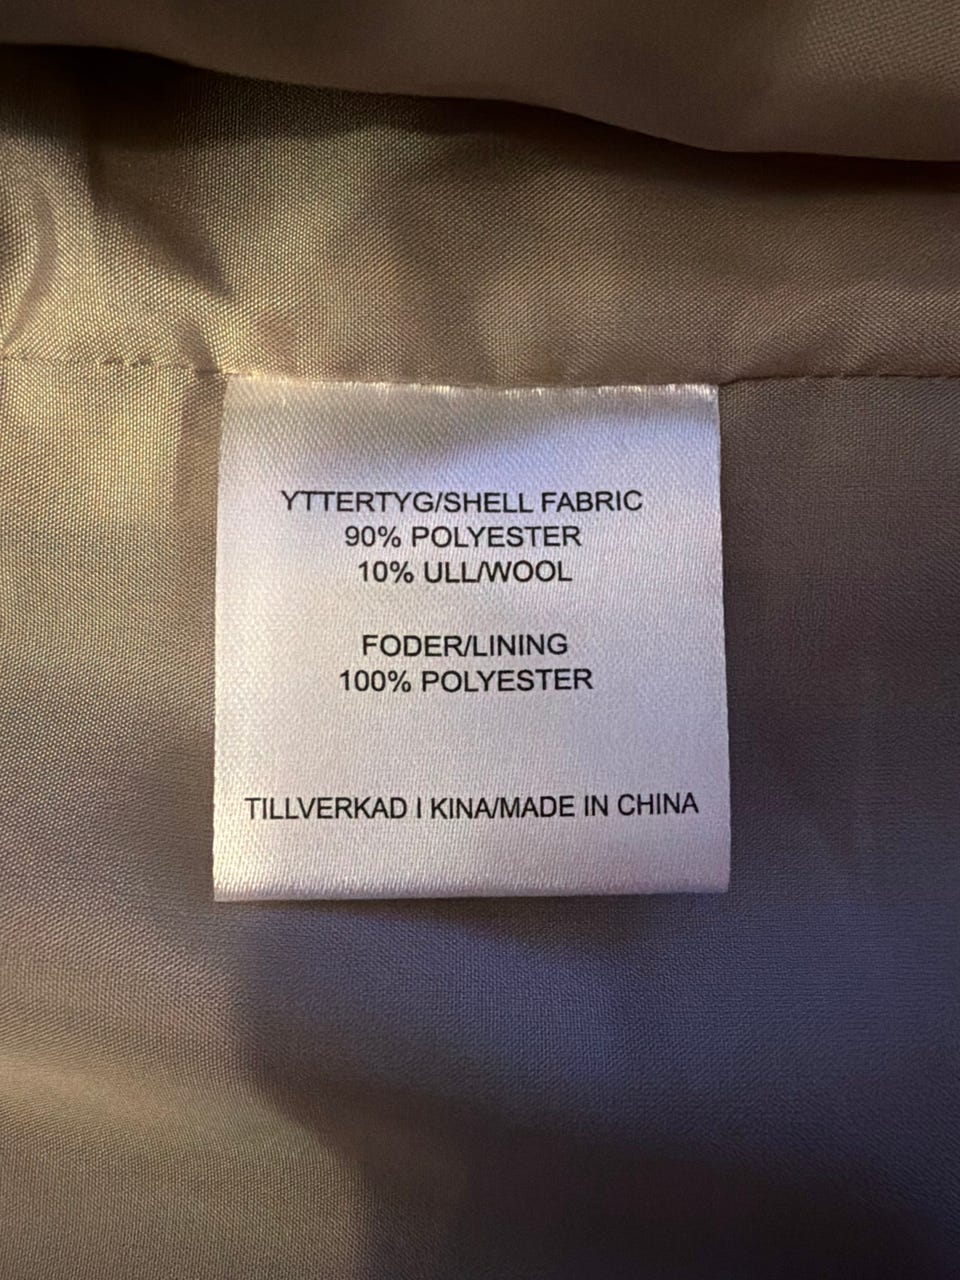 YTTERTYG/SHELL FABRIC
90% POLYESTER
10% ULL/WOOL
FODER/LINING
100% POLYESTER
TILLVERKAD I KINA/MADE IN CHINA